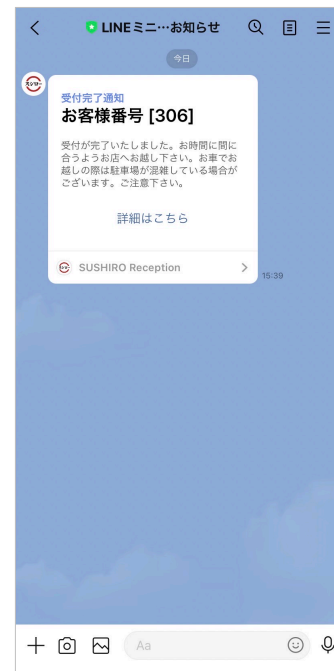 LINEミニ…お知らせ
今日
スシロー
受付完了通知
お客様番号 [306]
受付が完了いたしました。お時間に間に
合うようお店へお越し下さい。お車でお
越しの際は駐車場が混雑している場合が
ございます。ご注意下さい。
詳細はこちら
SUSHIRO Reception
15:39
Aa